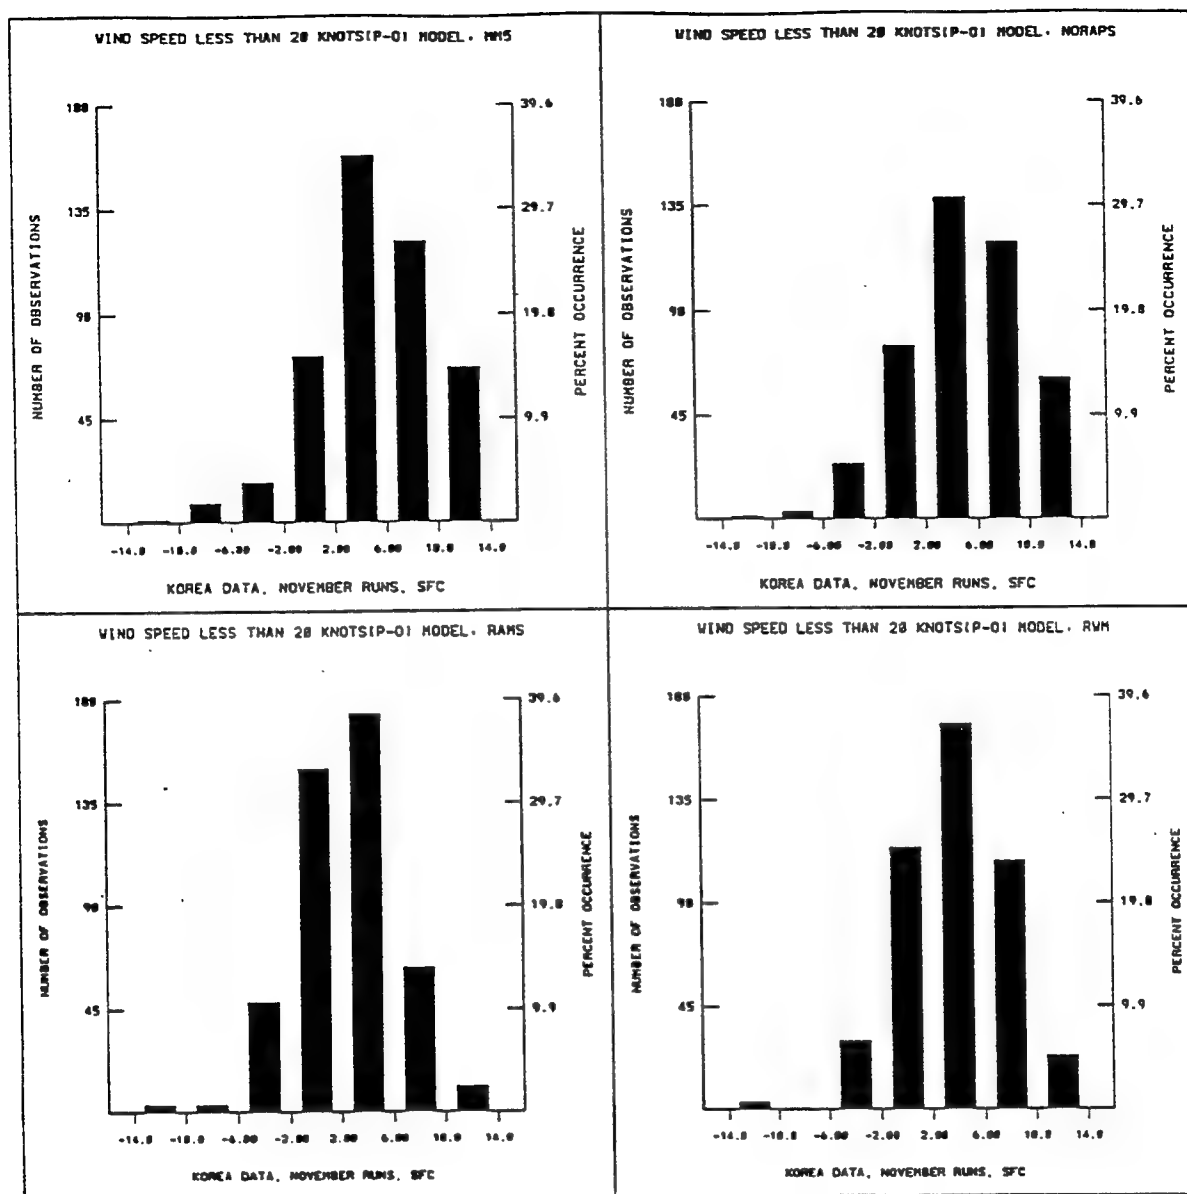 WIND SPEED LESS THAN 20 KNOTS(P-O) MODEL. MM5
180
135
90
45
NUMBER OF OBSERVATIONS
39.6
29.7
19.8
9.9
PERCENT OCCURRENCE
-14.0 -10.0 -6.00 -2.00 2.00 6.00 10.0 14.0
KOREA DATA. NOVEMBER RUNS. SFC
WIND SPEED LESS THAN 20 KNOTS(P-O) MODEL. NORAPS
180
135
90
45
NUMBER OF OBSERVATIONS
39.6
29.7
19.8
9.9
PERCENT OCCURRENCE
-14.0 -10.0 -6.00 -2.00 2.00 6.00 10.0 14.0
KOREA DATA. NOVEMBER RUNS. SFC
WIND SPEED LESS THAN 20 KNOTS(P-O) MODEL. RAMS
180
135
90
45
NUMBER OF OBSERVATIONS
39.6
29.7
19.8
9.9
PERCENT OCCURRENCE
-14.0 -10.0 -6.00 -2.00 2.00 6.00 10.0 14.0
KOREA DATA. NOVEMBER RUNS. SFC
WIND SPEED LESS THAN 20 KNOTS(P-O) MODEL. RWM
180
135
90
45
NUMBER OF OBSERVATIONS
39.6
29.7
19.8
9.9
PERCENT OCCURRENCE
-14.0 -10.0 -6.00 -2.00 2.00 6.00 10.0 14.0
KOREA DATA. NOVEMBER RUNS. SFC